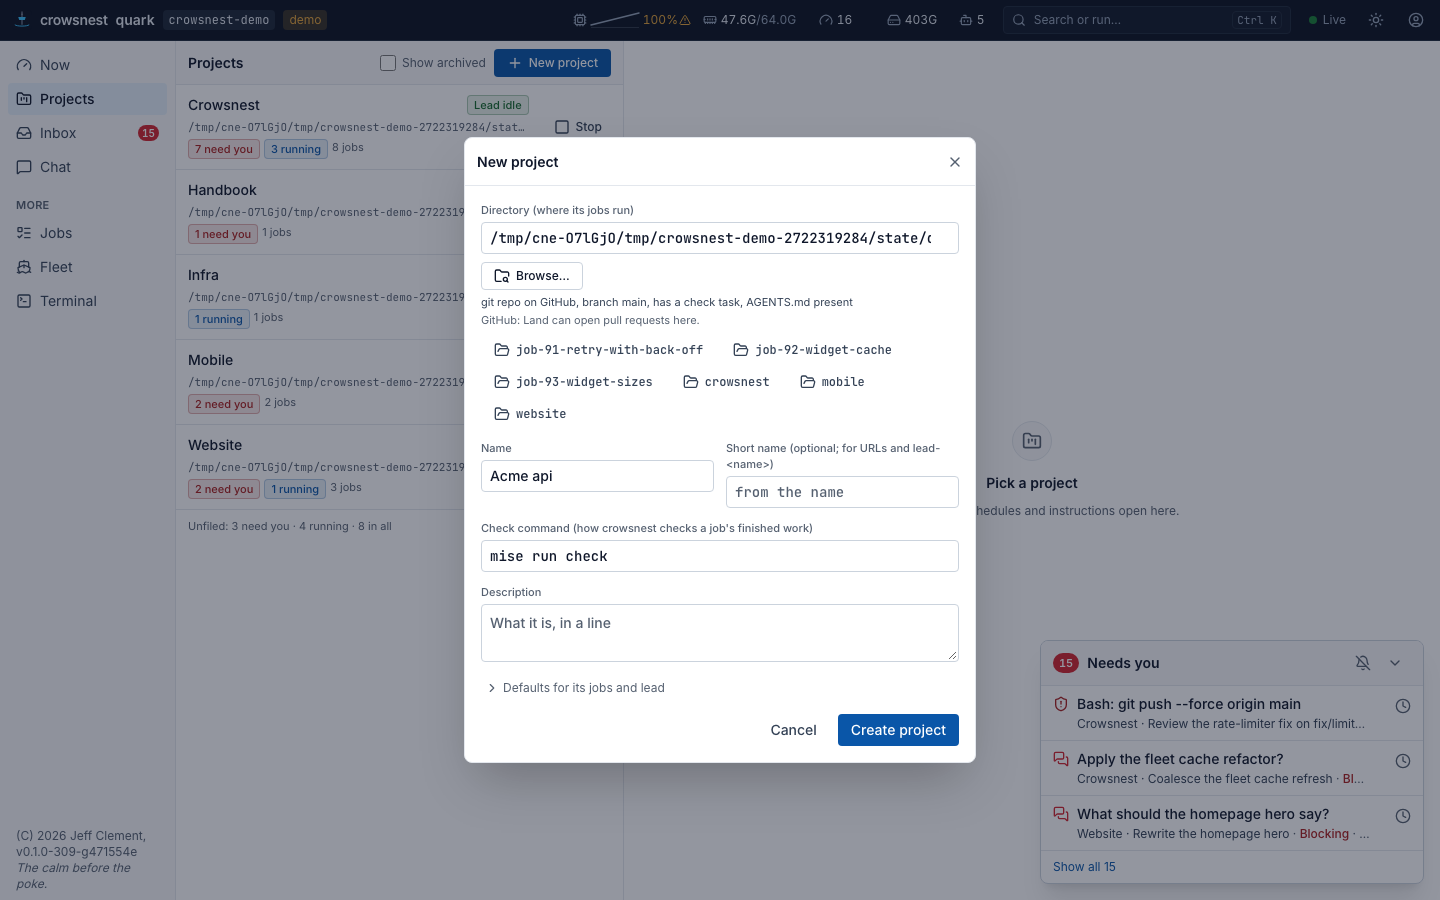 crowsnest quark crowsnest-demo demo 100% 47.6G/64.0G 16 403G 5 Search or run... Ctrl K Live
Now
Projects
Inbox 15
Chat
MORE
Jobs
Fleet
Terminal
(C) 2026 Jeff Clement,
v0.1.0-309-g471554e
The calm before the
poke.
Projects Show archived New project
Crowsnest Lead idle
/tmp/cne-O7lGjO/tmp/crowsnest-demo-2722319284/stat… Stop
7 need you 3 running 8 jobs
Handbook
/tmp/cne-O7lGjO/tmp/crowsnest-demo-2722319
1 need you 1 jobs
Infra
/tmp/cne-O7lGjO/tmp/crowsnest-demo-2722319
1 running 1 jobs
Mobile
/tmp/cne-O7lGjO/tmp/crowsnest-demo-2722319
2 need you 2 jobs
Website
/tmp/cne-O7lGjO/tmp/crowsnest-demo-2722319
2 need you 1 running 3 jobs
Unfiled: 3 need you · 4 running · 8 in all
New project
Directory (where its jobs run)
/tmp/cne-O7lGjO/tmp/crowsnest-demo-2722319284/state/
Browse...
git repo on GitHub, branch main, has a check task, AGENTS.md present
GitHub: Land can open pull requests here.
job-91-retry-with-back-off job-92-widget-cache
job-93-widget-sizes crowsnest mobile
website
Name
Acme api
Short name (optional; for URLs and lead-
<name>)
from the name
Check command (how crowsnest checks a job's finished work)
mise run check
Description
What it is, in a line
Defaults for its jobs and lead
Cancel Create project
Pick a project
hedules and instructions open here.
15 Needs you
Bash: git push --force origin main
Crowsnest · Review the rate-limiter fix on fix/limit…
Apply the fleet cache refactor?
Crowsnest · Coalesce the fleet cache refresh · Bl…
What should the homepage hero say?
Website · Rewrite the homepage hero · Blocking · …
Show all 15